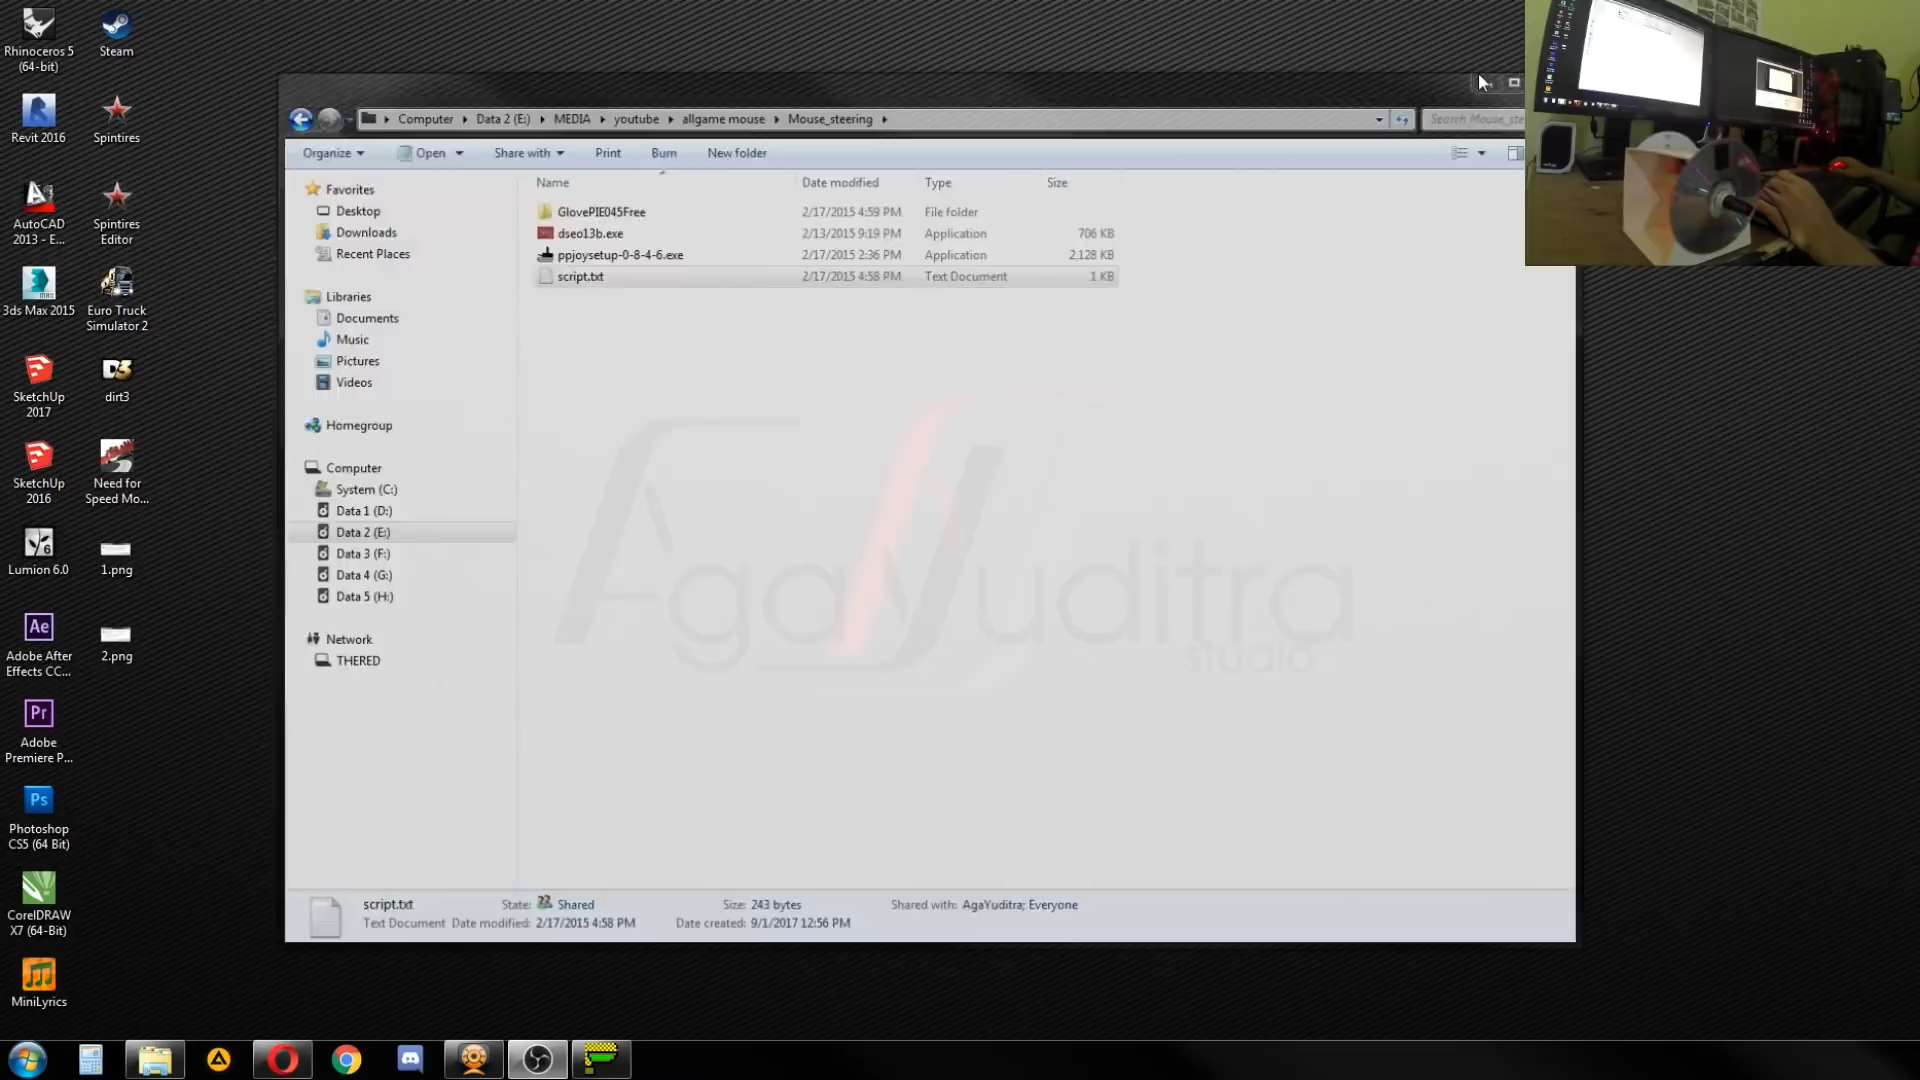 Rhinoceros 5
(64-bit)
Steam
Revit 2016
Spintires
AutoCAD
2013 - E...
Spintires
Editor
3ds Max 2015
Euro Truck
Simulator 2
SketchUp
2017
dirt3
SketchUp
2016
Need for
Speed Mo...
Lumion 6.0
1.png
Adobe After
Effects CC...
2.png
Adobe
Premiere P...
Photoshop
CS5 (64 Bit)
CorelDRAW
X7 (64-Bit)
MiniLyrics
Computer Data 2 (E:) MEDIA youtube allgame mouse Mouse_steering
Search Mouse_ste
Organize Open Share with Print Burn New folder
Favorites
Desktop
Downloads
Recent Places
Libraries
Documents
Music
Pictures
Videos
Homegroup
Computer
System (C:)
Data 1 (D:)
Data 2 (E:)
Data 3 (F:)
Data 4 (G:)
Data 5 (H:)
Network
THERED
Name Date modified Type Size
GlovePIE045Free 2/17/2015 4:59 PM File folder
dseo13b.exe 2/13/2015 9:19 PM Application 706 KB
ppjoysetup-0-8-4-6.exe 2/17/2015 2:36 PM Application 2,128 KB
script.txt 2/17/2015 4:58 PM Text Document 1 KB
AgaYuditra
studio
script.txt State: Shared Size: 243 bytes Shared with: AgaYuditra; Everyone
Text Document Date modified: 2/17/2015 4:58 PM Date created: 9/1/2017 12:56 PM